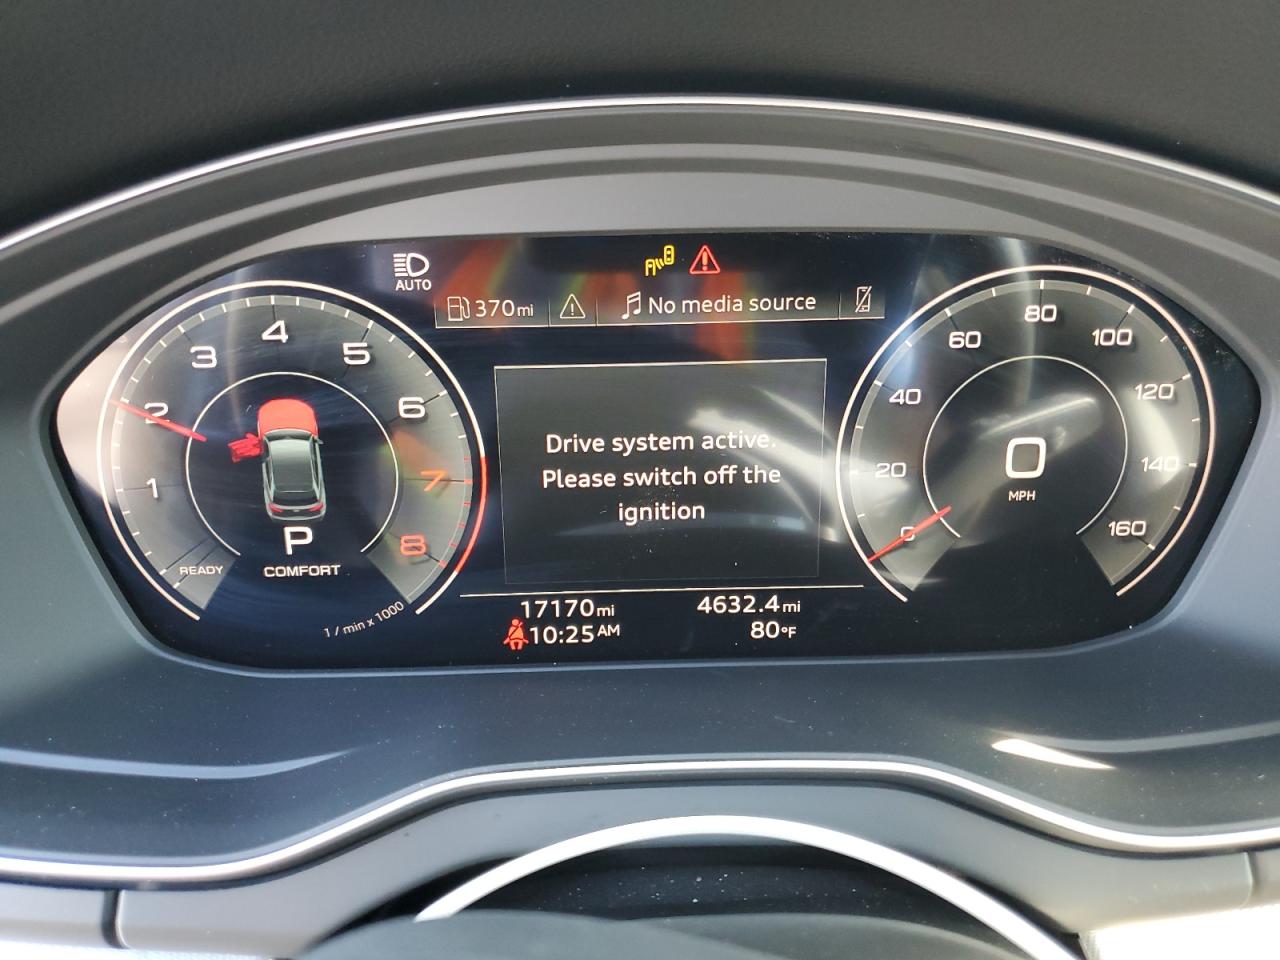 AUTO
370mi
No media source
1
2
3
4
5
6
7
8
READY
P
COMFORT
1 / min x 1000
Drive system active.
Please switch off the
ignition
0
20
40
60
80
100
120
140
160
0
MPH
17170mi
4632.4mi
10:25AM
80°F